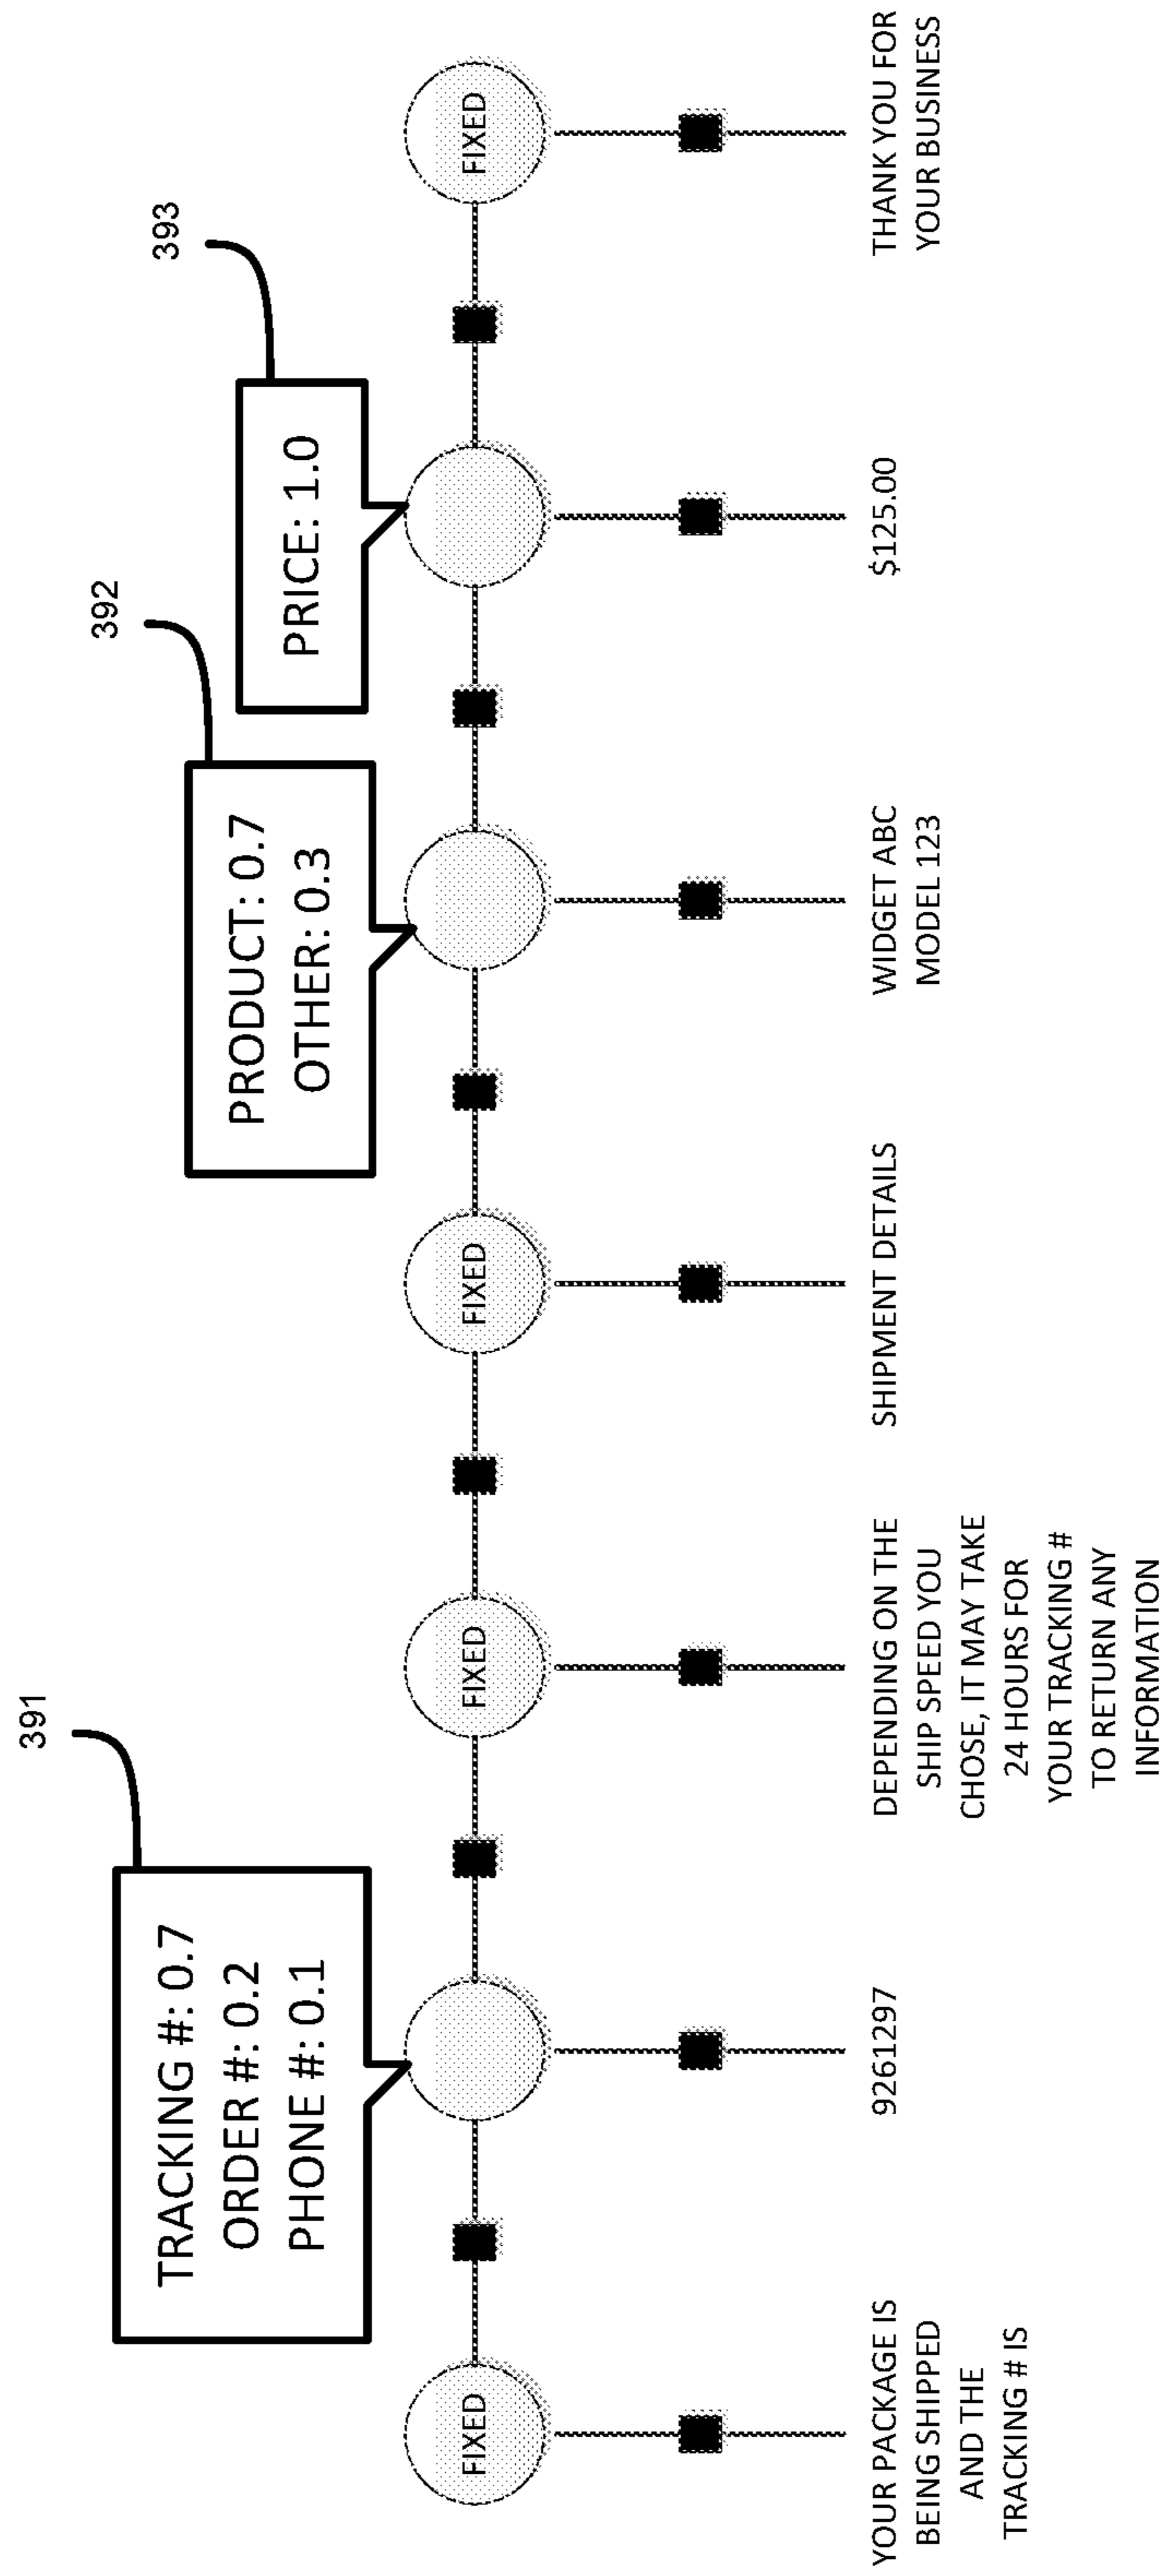 391
TRACKING #: 0.7
ORDER #: 0.2
PHONE #: 0.1
392
PRODUCT: 0.7
OTHER: 0.3
393
PRICE: 1.0
FIXED
FIXED
FIXED
FIXED
YOUR PACKAGE IS
BEING SHIPPED
AND THE
TRACKING # IS
9261297
DEPENDING ON THE
SHIP SPEED YOU
CHOSE, IT MAY TAKE
24 HOURS FOR
YOUR TRACKING #
TO RETURN ANY
INFORMATION
SHIPMENT DETAILS
WIDGET ABC
MODEL 123
$125.00
THANK YOU FOR
YOUR BUSINESS